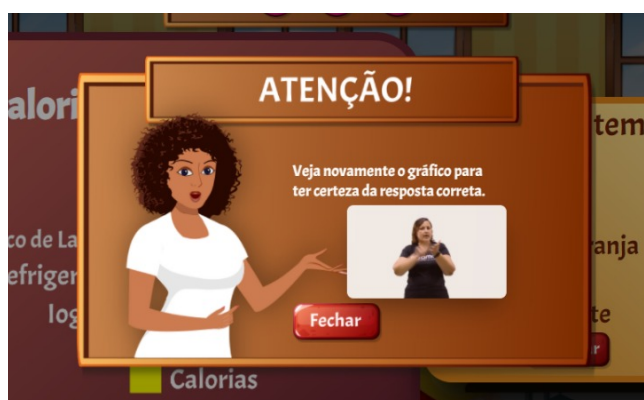 ATENÇÃO!
alori
tem
Veja novamente o gráfico para
ter certeza da resposta correta.
co de La
anja
efriger
iog
te
Fechar
r
Calorias